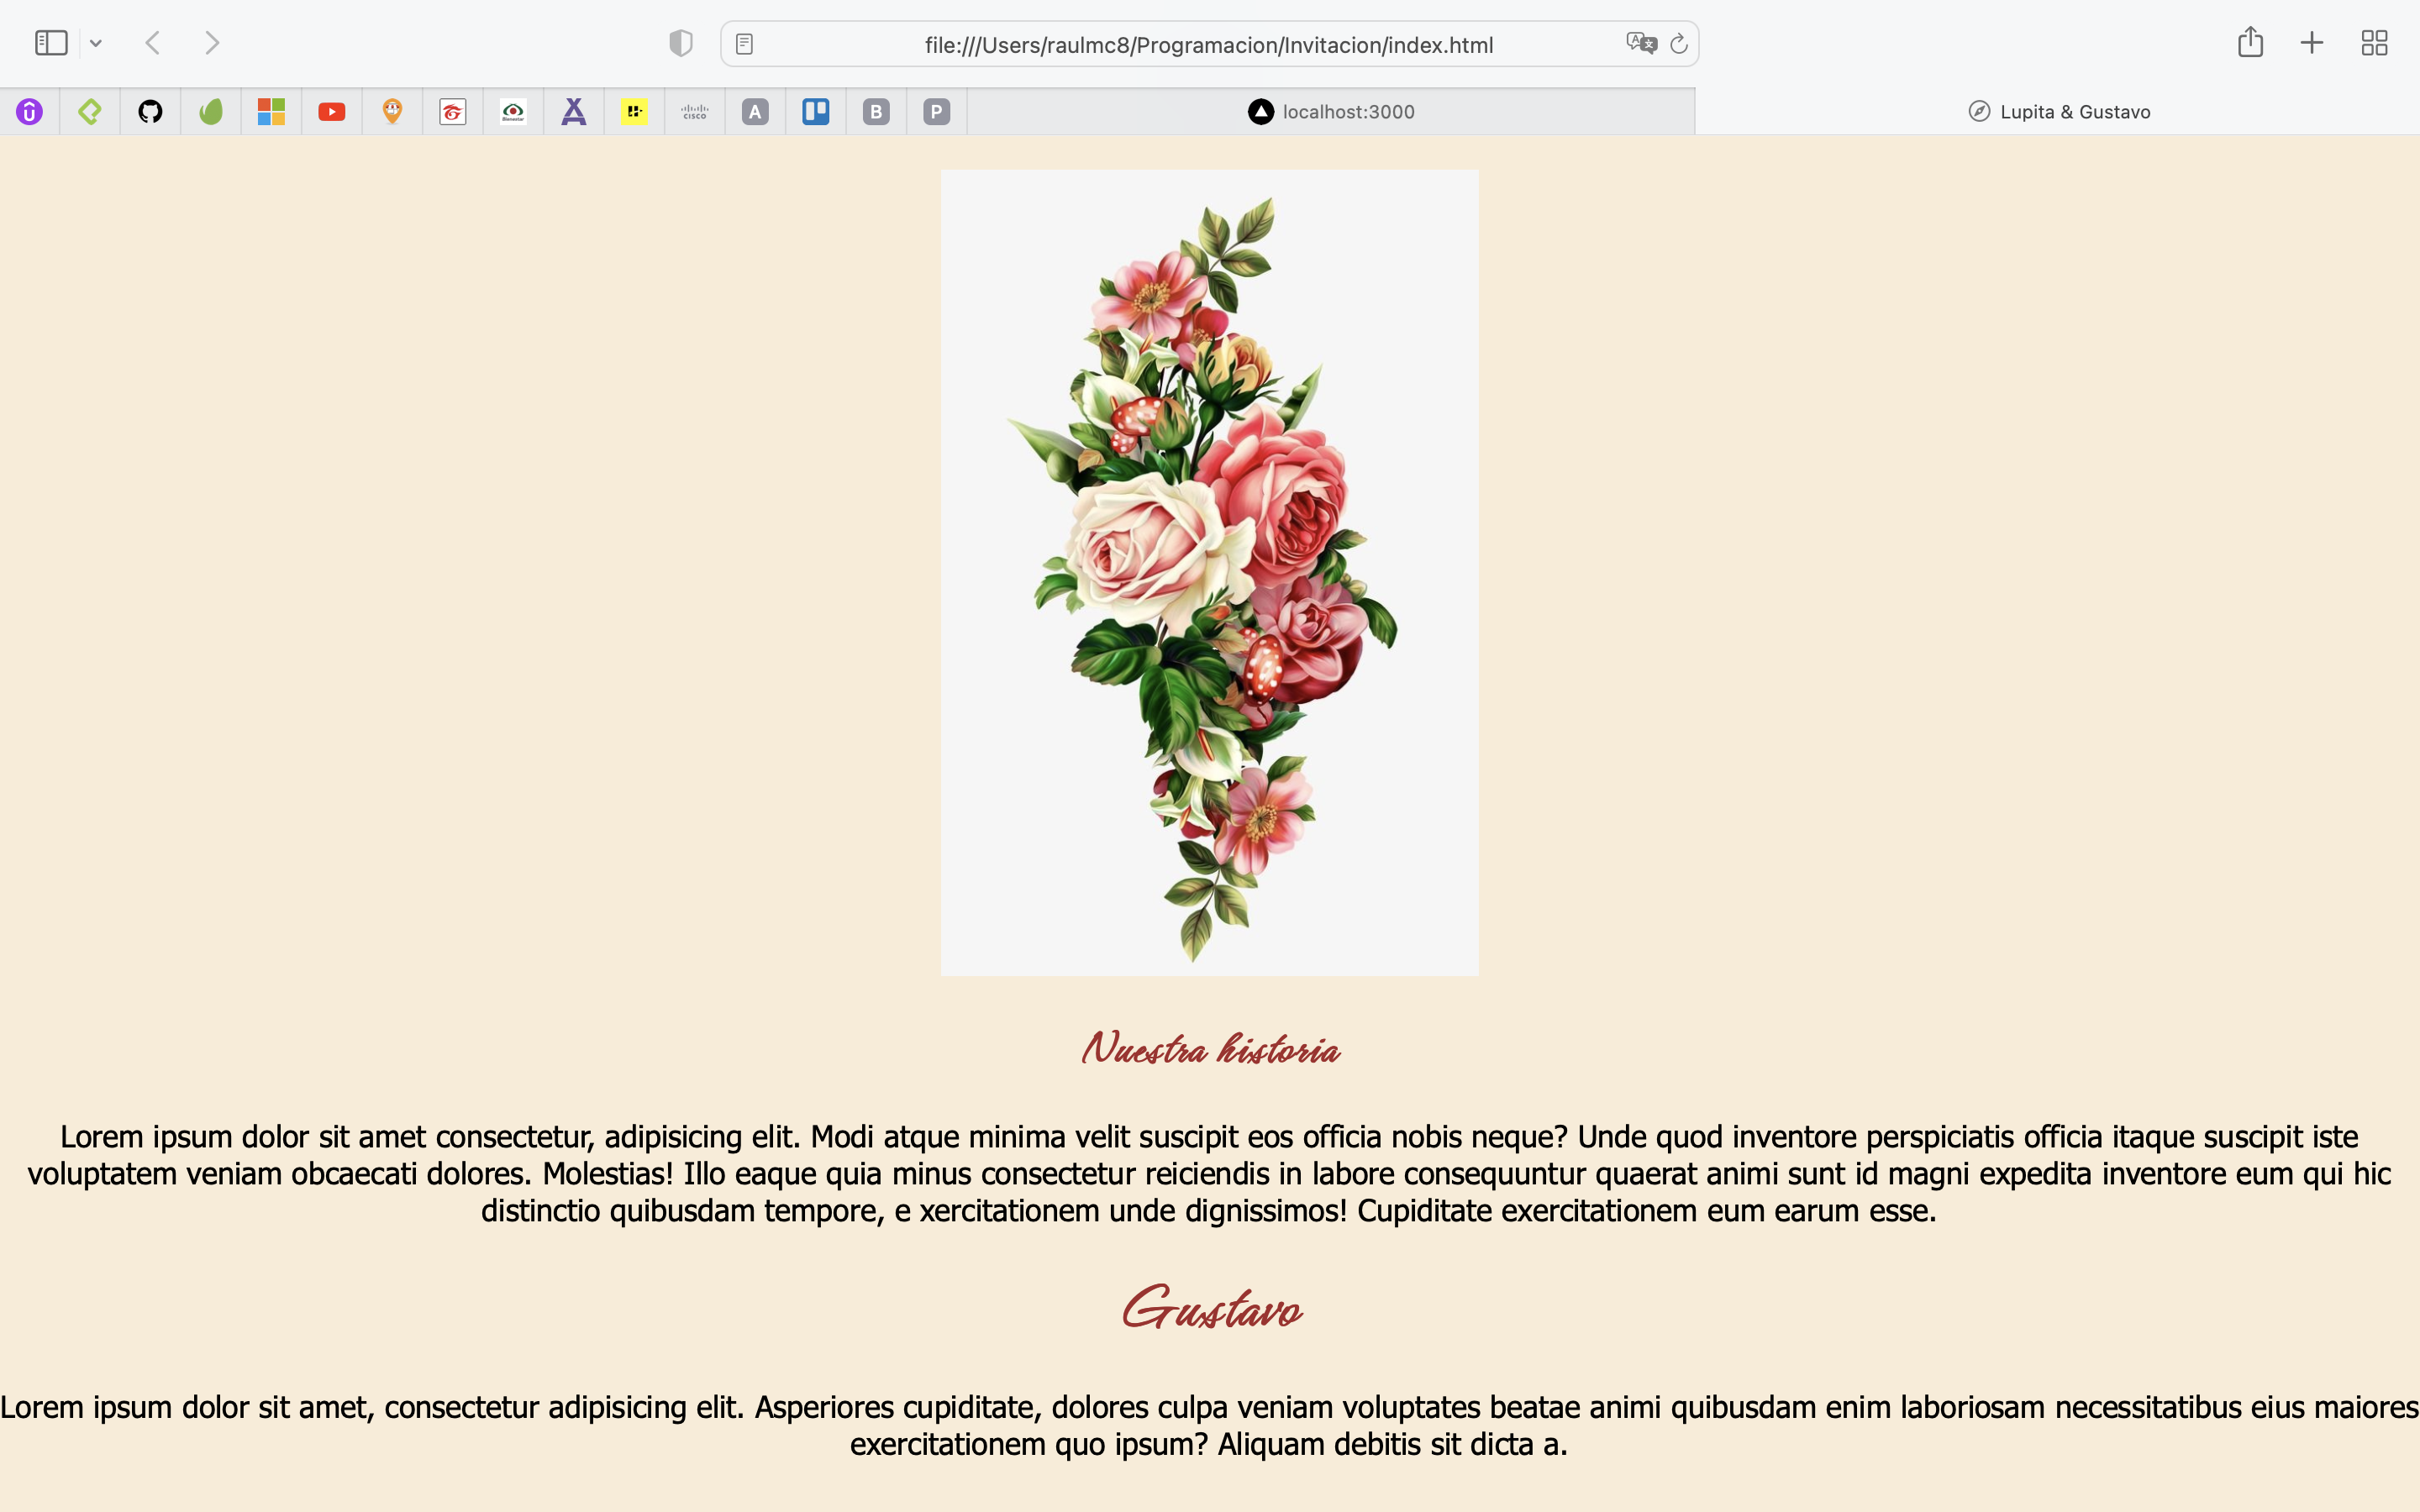 file:///Users/raulmc8/Programacion/Invitacion/index.html
Bienestar
CISCO
A
B
P
localhost:3000
Lupita & Gustavo
Nuestra historia
Lorem ipsum dolor sit amet consectetur, adipisicing elit. Modi atque minima velit suscipit eos officia nobis neque? Unde quod inventore perspiciatis officia itaque suscipit iste
voluptatem veniam obcaecati dolores. Molestias! Illo eaque quia minus consectetur reiciendis in labore consequuntur quaerat animi sunt id magni expedita inventore eum qui hic
distinctio quibusdam tempore, e xercitationem unde dignissimos! Cupiditate exercitationem eum earum esse.
Gustavo
Lorem ipsum dolor sit amet, consectetur adipisicing elit. Asperiores cupiditate, dolores culpa veniam voluptates beatae animi quibusdam enim laboriosam necessitatibus eius maiores
exercitationem quo ipsum? Aliquam debitis sit dicta a.